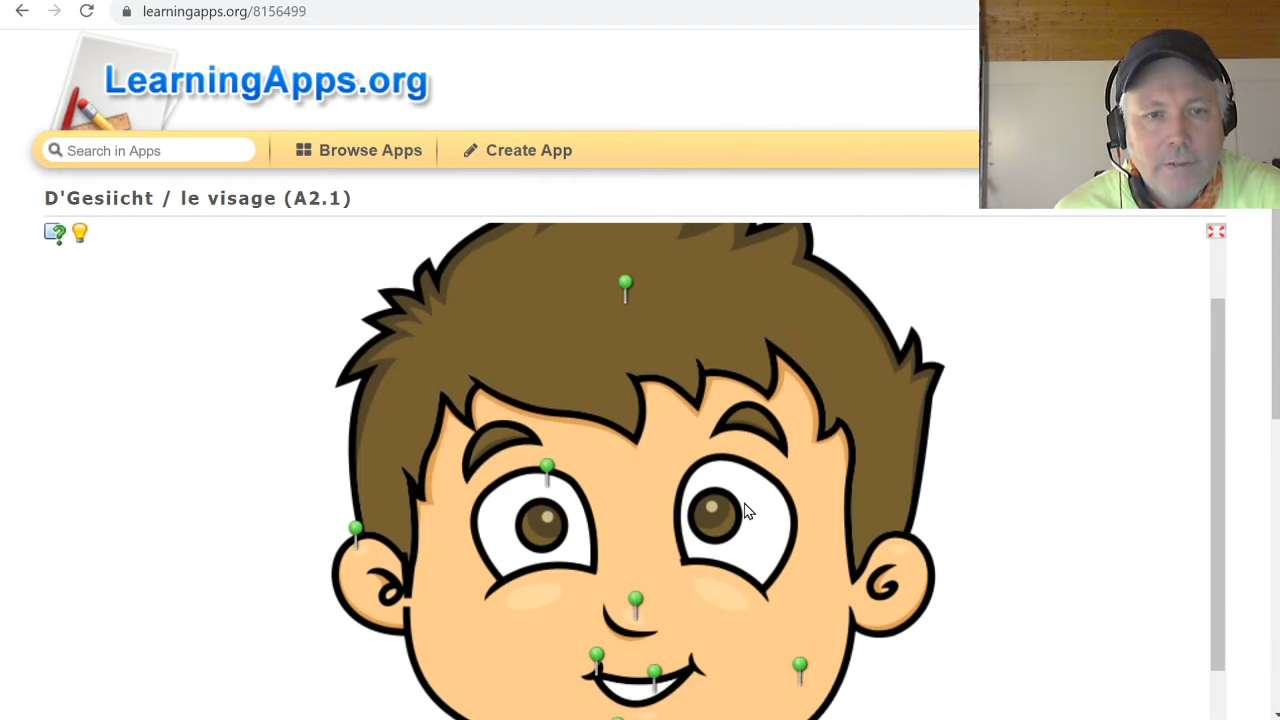 learningapps.org/8156499
LearningApps.org
Search in Apps
Browse Apps
Create App
D'Gesiicht / le visage (A2.1)